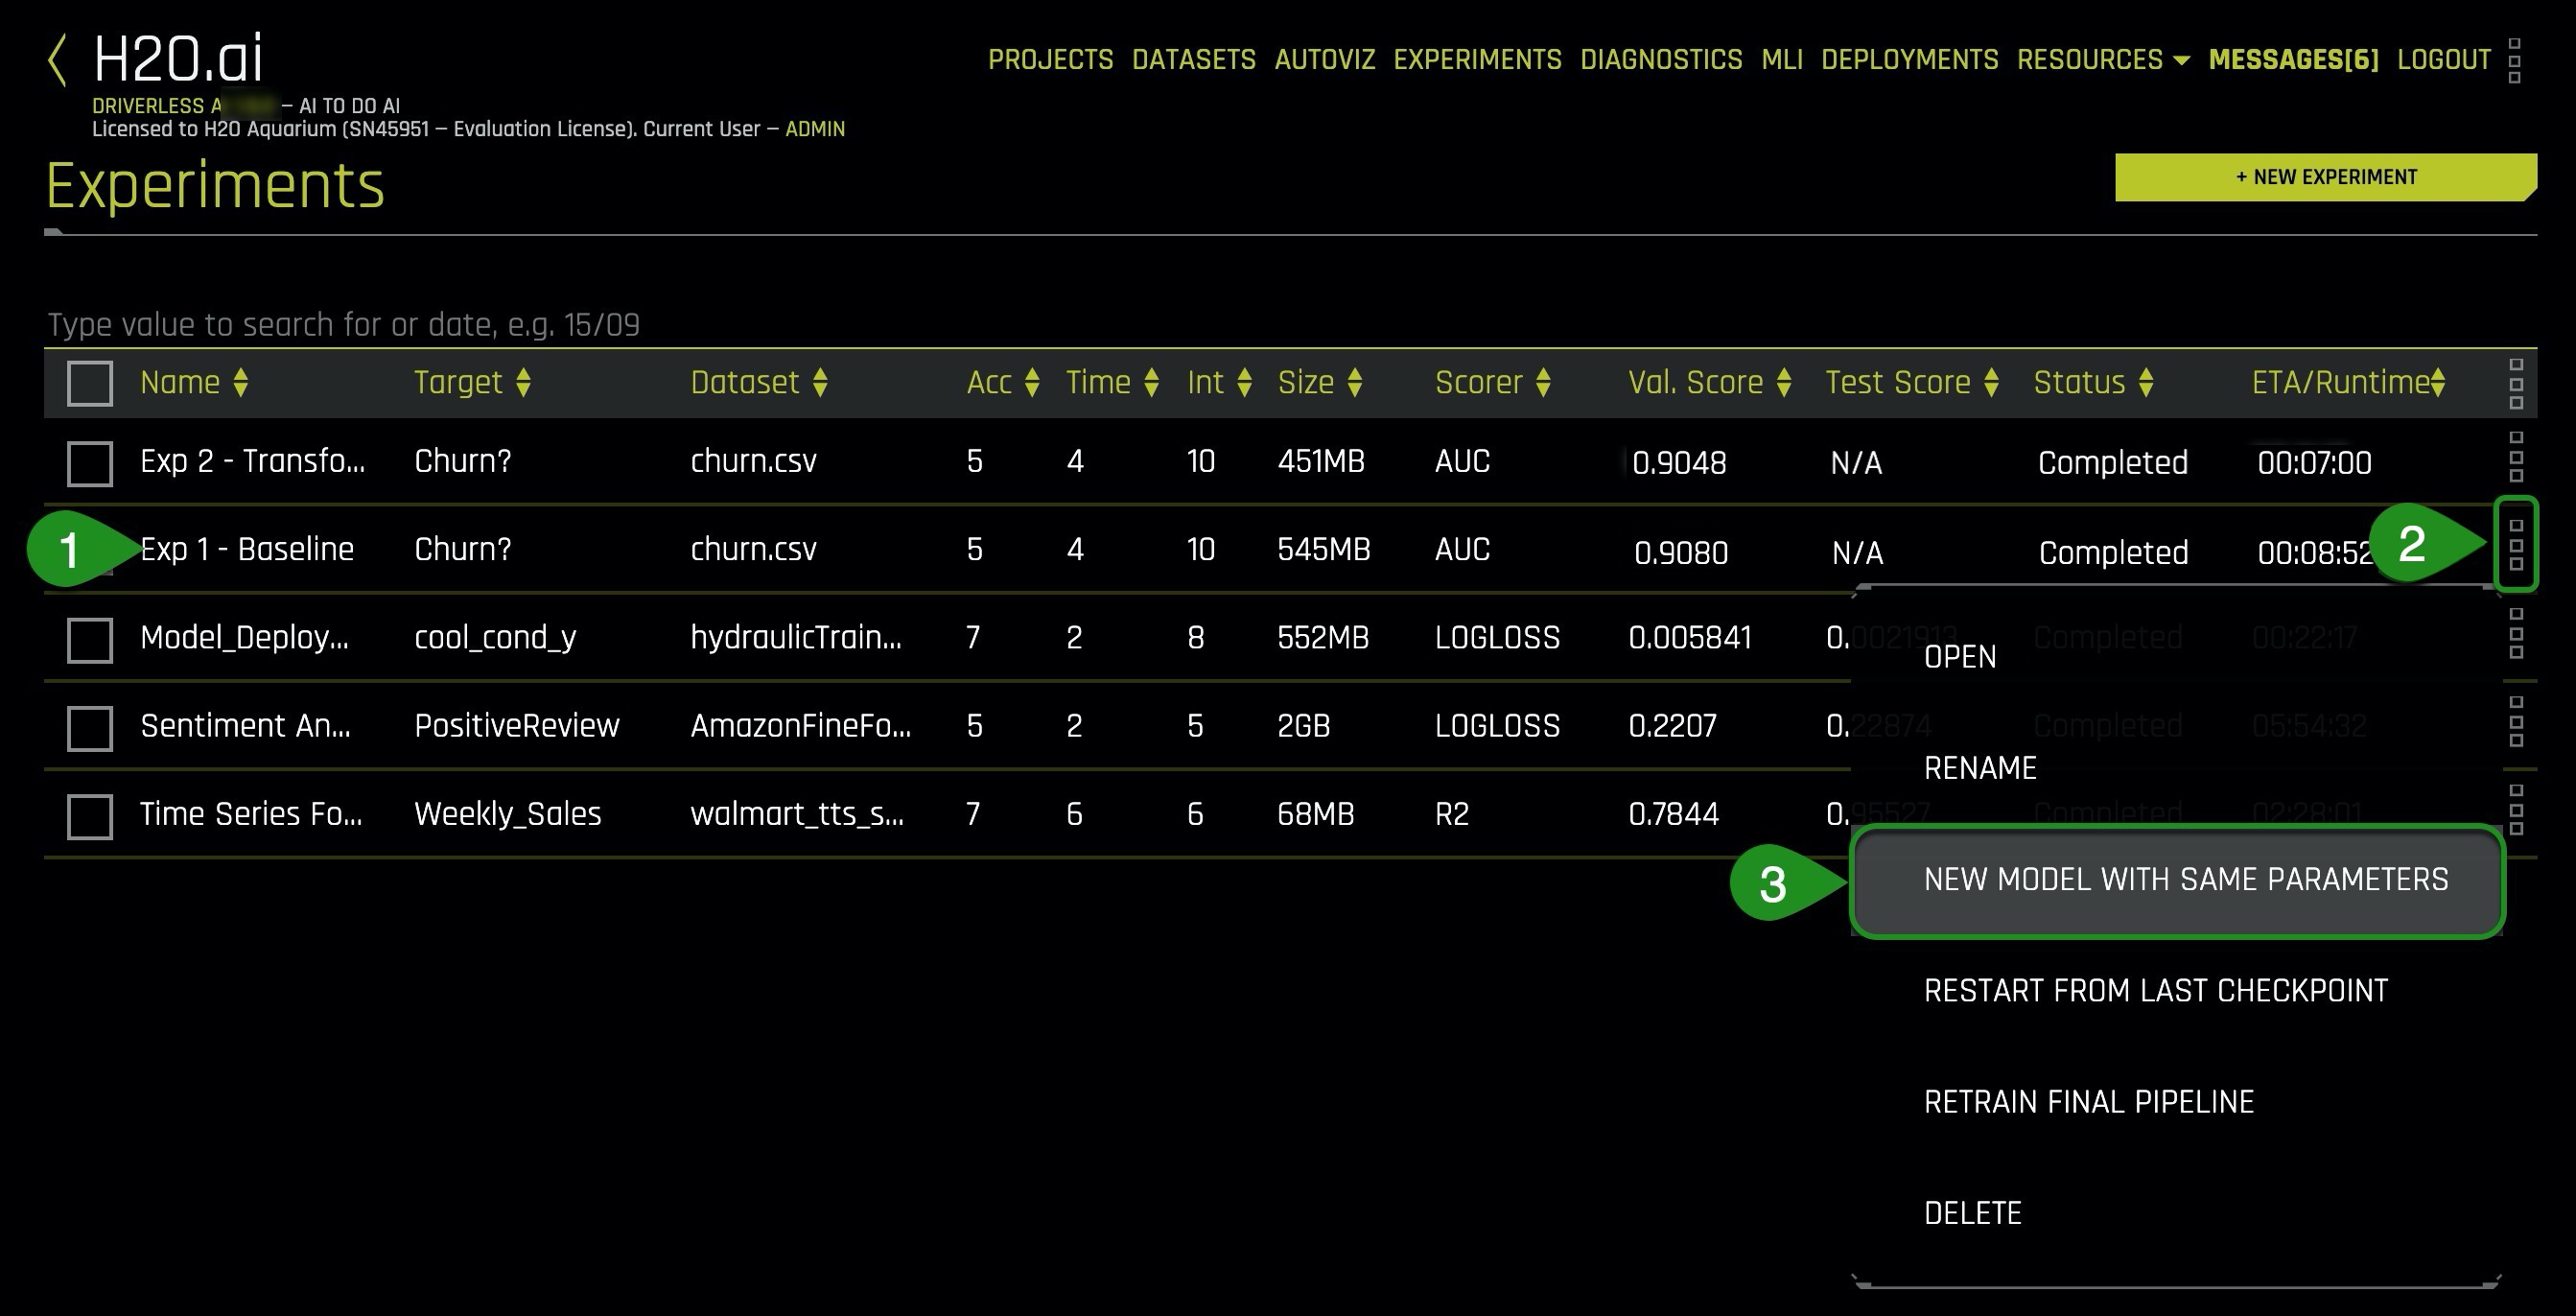 H2O.ai
PROJECTS DATASETS AUTOVIZ EXPERIMENTS DIAGNOSTICS MLI DEPLOYMENTS RESOURCES MESSAGES[6] LOGOUT
DRIVERLESS – AI TO DO AI
Licensed to H2O Aquarium (SN45951 – Evaluation License). Current User – ADMIN
Experiments
+ NEW EXPERIMENT
Type value to search for or date, e.g. 15/09
Name Target Dataset Acc Time Int Size Scorer Val. Score Test Score Status ETA/Runtime
Exp 2 - Transfo... Churn? churn.csv 5 4 10 451MB AUC 0.9048 N/A Completed 00:07:00
1 Exp 1 - Baseline Churn? churn.csv 5 4 10 545MB AUC 0.9080 N/A Completed 00:08:52 2
Model_Deploy... cool_cond_y hydraulicTrain... 7 2 8 552MB LOGLOSS 0.005841 0.0021913 Completed 00:22:17
OPEN
Sentiment An... PositiveReview AmazonFineFo... 5 2 5 2GB LOGLOSS 0.2207 0.22874 Completed 05:54:32
RENAME
Time Series Fo... Weekly_Sales walmart_tts_s... 7 6 6 68MB R2 0.7844 0.95527 Completed 02:28:01
3 NEW MODEL WITH SAME PARAMETERS
RESTART FROM LAST CHECKPOINT
RETRAIN FINAL PIPELINE
DELETE